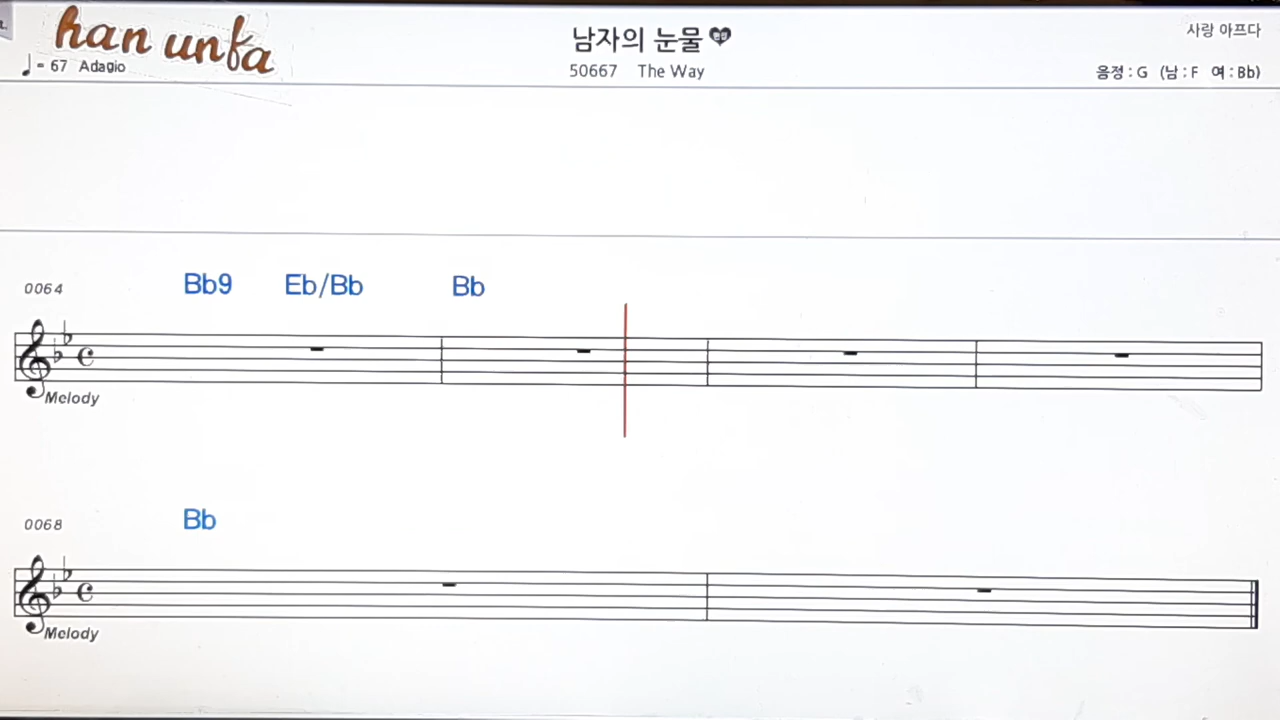 han unfa
남자의 눈물
사랑 아프다
♩= 67 Adagio
50667 The Way
음정 : G (남 : F 여 : Bb)
0064 Bb9 Eb/Bb Bb
Melody
0068 Bb
Melody